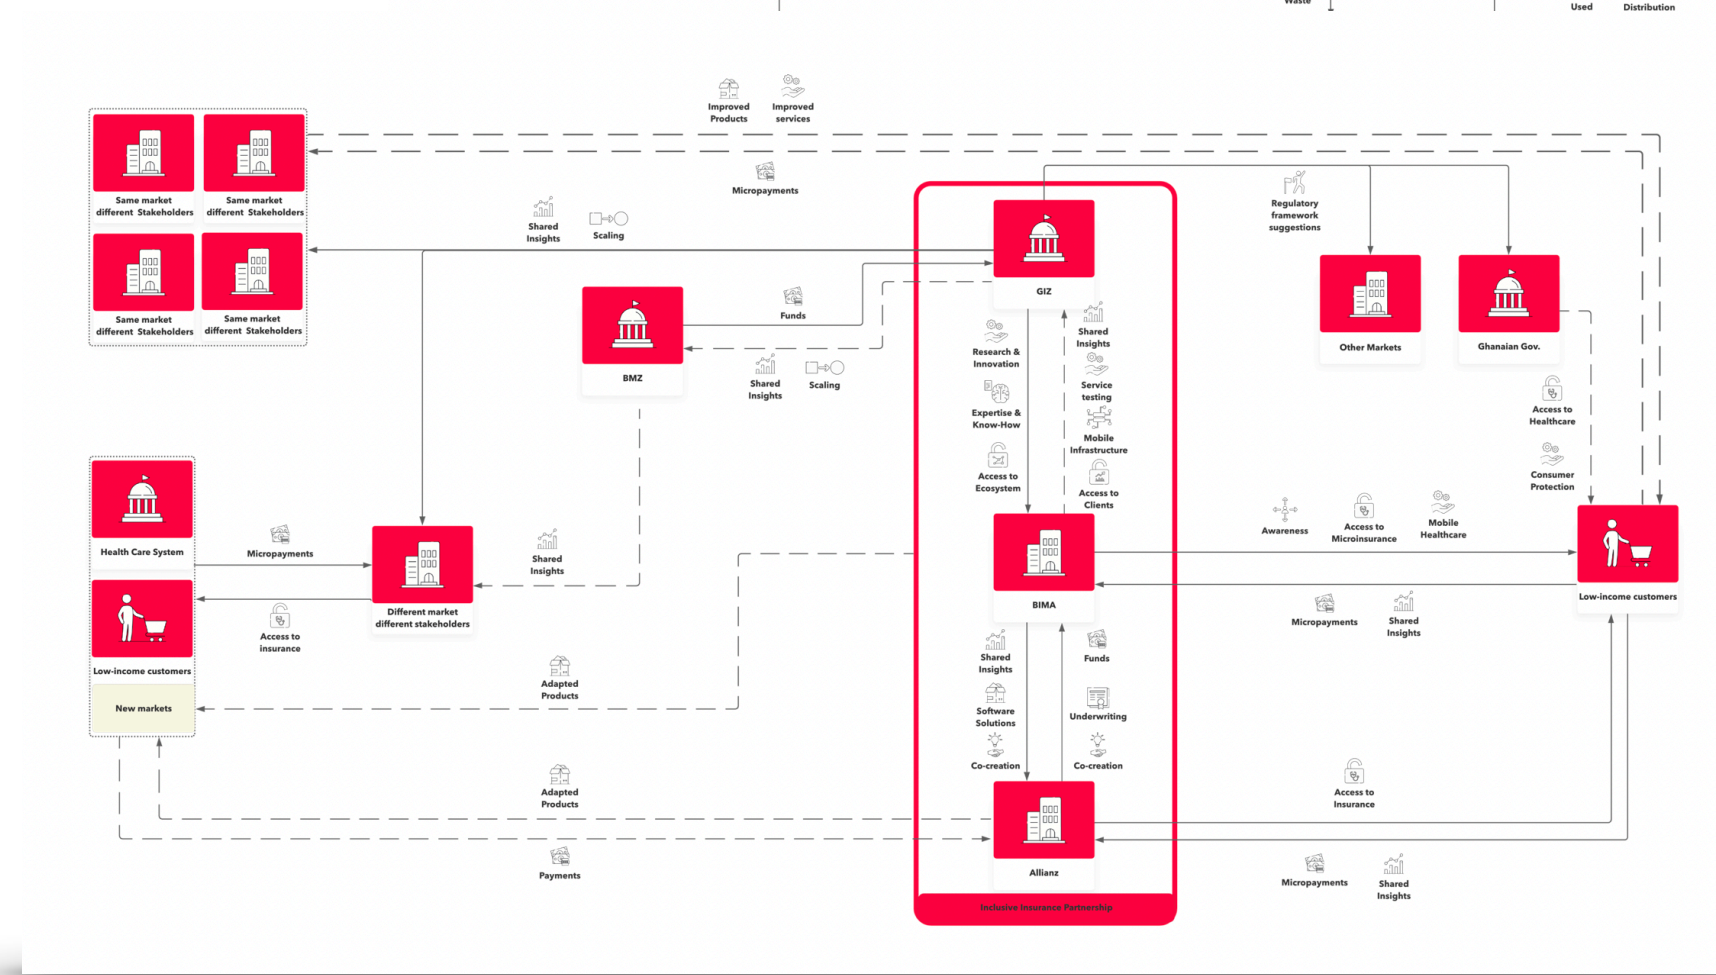 Waste
Used
Distribution
Improved
Products
Improved
services
Micropayments
Same market
different Stakeholders
Same market
different Stakeholders
Same market
different Stakeholders
Same market
different Stakeholders
Shared
Insights
Scaling
Regulatory
framework
suggestions
GIZ
Funds
BMZ
Shared
Insights
Scaling
Other Markets
Ghanaian Gov.
Research &
Innovation
Expertise &
Know-How
Access to
Ecosystem
Shared
Insights
Service
testing
Mobile
Infrastructure
Access to
Clients
Access to
Healthcare
Consumer
Protection
Health Care System
Micropayments
Shared
Insights
Different market
different stakeholders
Access to
insurance
Low-income customers
New markets
Awareness
Access to
Microinsurance
Mobile
Healthcare
BIMA
Low-income customers
Micropayments
Shared
Insights
Shared
Insights
Software
Solutions
Co-creation
Funds
Underwriting
Co-creation
Adapted
Products
Adapted
Products
Payments
Access to
Insurance
Allianz
Micropayments
Shared
Insights
Inclusive Insurance Partnership